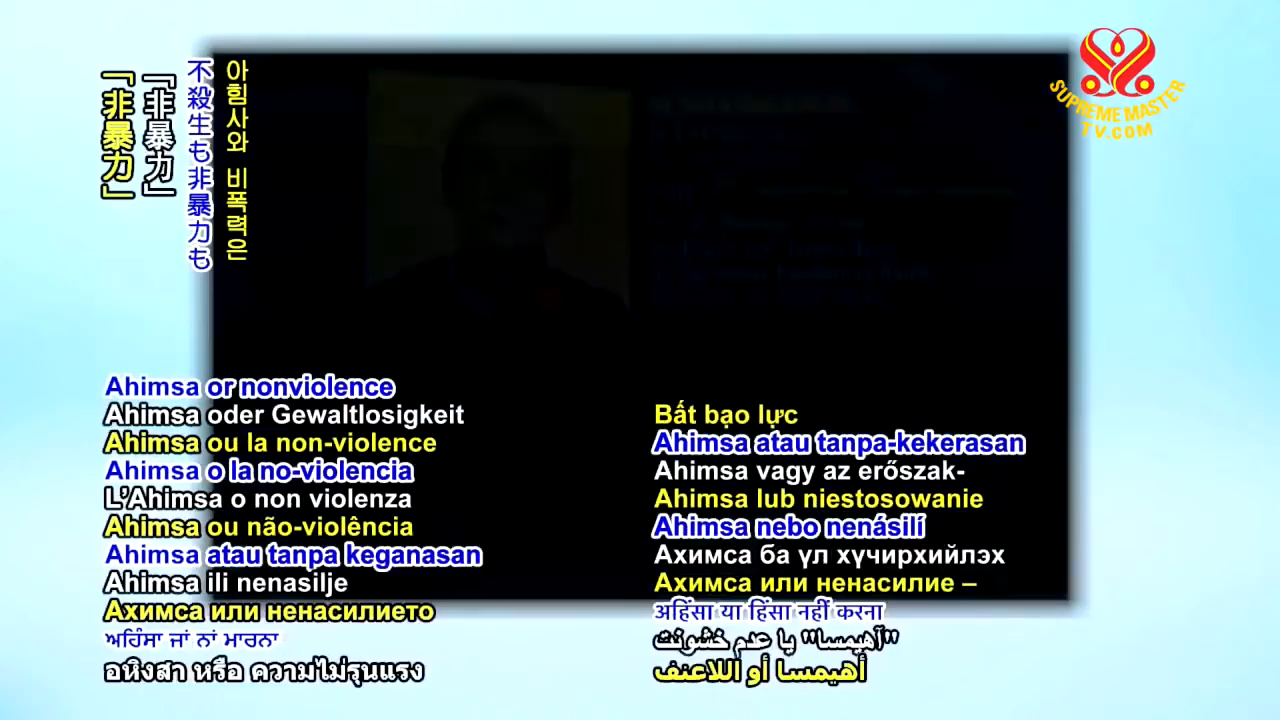 「非暴力」
「非暴力」
不殺生も非暴力も
아힘사와 비폭력은
SUPREME MASTER
TV.COM
Ahimsa or nonviolence
Ahimsa oder Gewaltlosigkeit
Ahimsa ou la non-violence
Ahimsa o la no-violencia
L'Ahimsa o non violenza
Ahimsa ou não-violência
Ahimsa atau tanpa keganasan
Ahimsa ili nenasilje
Ахимса или ненасилието
ਅਹਿੰਸਾ ਜਾਂ ਨਾਂ ਮਾਰਨਾ
อหิงสา หรือ ความไม่รุนแรง
Bất bạo lực
Ahimsa atau tanpa-kekerasan
Ahimsa vagy az erőszak-
Ahimsa lub niestosowanie
Ahimsa nebo nenásilí
Ахимса ба үл хүчирхийлэх
Ахимса или ненасилие –
अहिंसा या हिंसा नहीं करना
"آهیمسا" یا عدم خشونت
أهيمسا أو اللاعنف